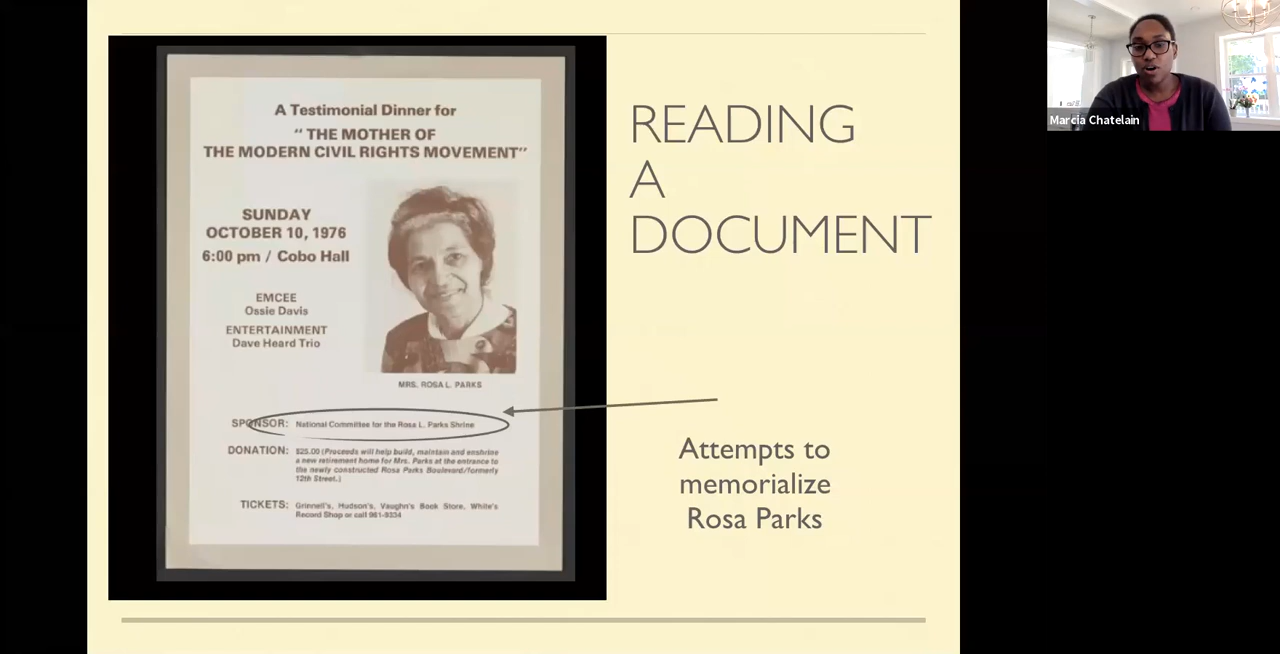 A Testimonial Dinner for
" THE MOTHER OF
THE MODERN CIVIL RIGHTS MOVEMENT"
SUNDAY
OCTOBER 10, 1976
6:00 pm / Cobo Hall
EMCEE
Ossie Davis
ENTERTAINMENT
Dave Heard Trio
MRS. ROSA L. PARKS
SPONSOR: National Committee for the Rosa L. Parks Shrine
DONATION: $25.00 (Proceeds will help build, maintain and enshrine
a new retirement home for Mrs. Parks at the entrance to
the newly constructed Rosa Parks Boulevard/formerly
12th Street.)
TICKETS: Grinnell's, Hudson's, Vaughn's Book Store, White's
Record Shop or call 961-9334
READING
A
DOCUMENT
Attempts to
memorialize
Rosa Parks
Marcia Chatelain